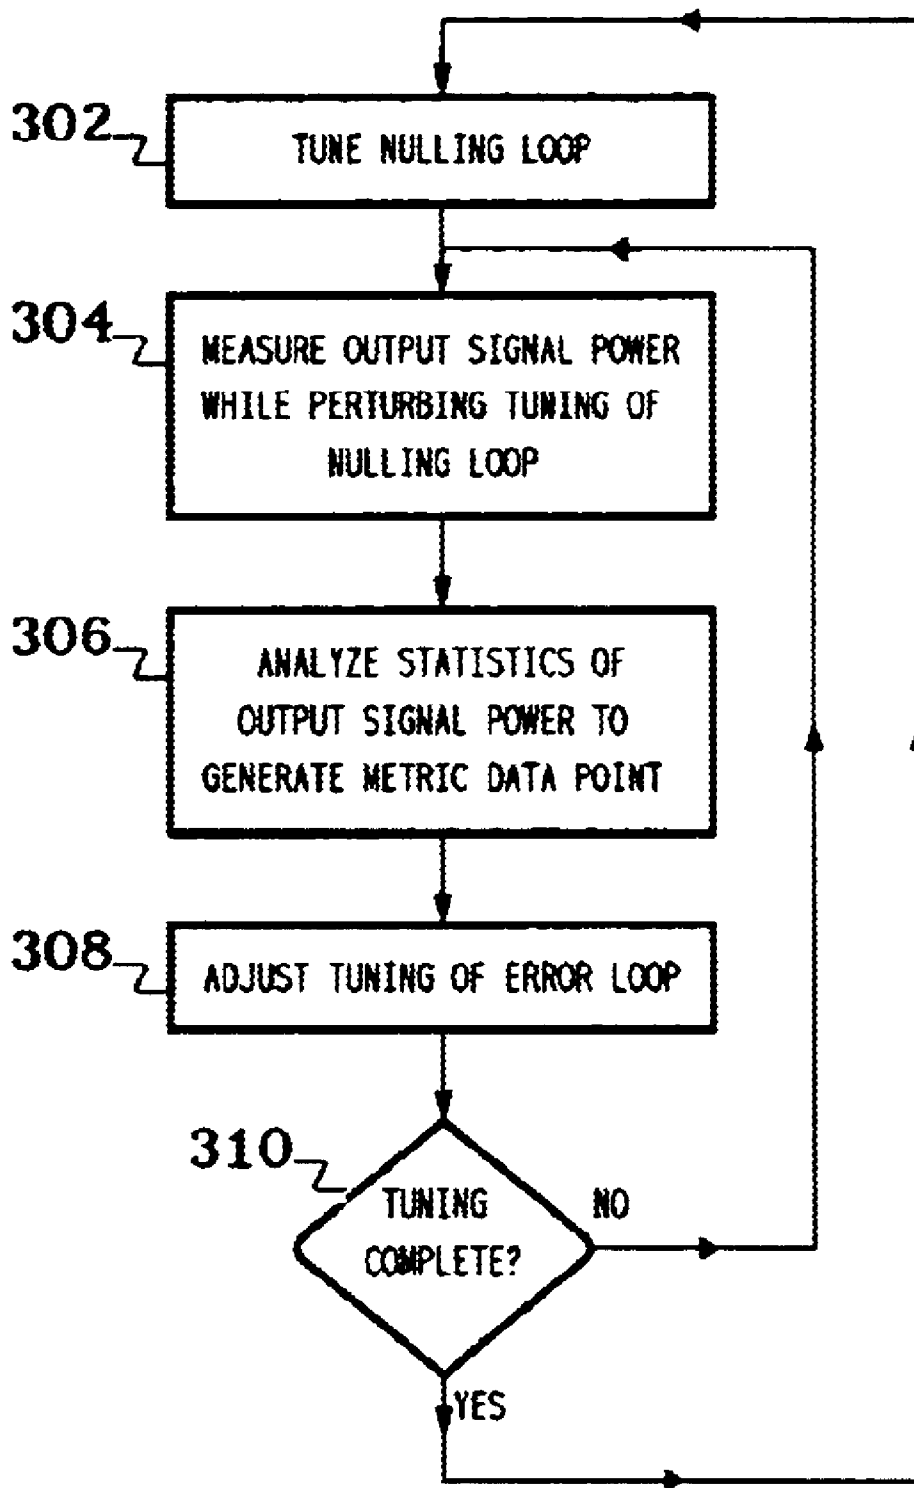 302
TUNE NULLING LOOP
304
MEASURE OUTPUT SIGNAL POWER
WHILE PERTURBING TUNING OF
NULLING LOOP
306
ANALYZE STATISTICS OF
OUTPUT SIGNAL POWER TO
GENERATE METRIC DATA POINT
308
ADJUST TUNING OF ERROR LOOP
310
TUNING
COMPLETE?
NO
YES